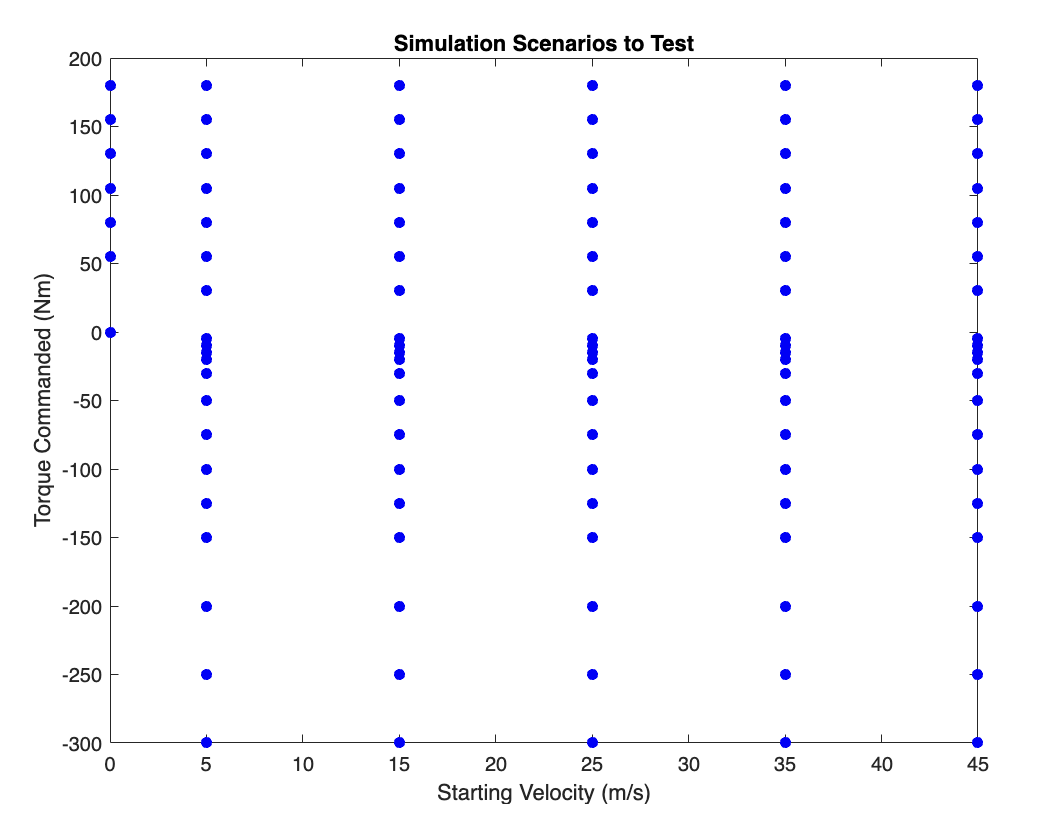 Simulation Scenarios to Test
200
150
100
50
0
-50
-100
-150
-200
-250
-300
Torque Commanded (Nm)
0 5 10 15 20 25 30 35 40 45
Starting Velocity (m/s)